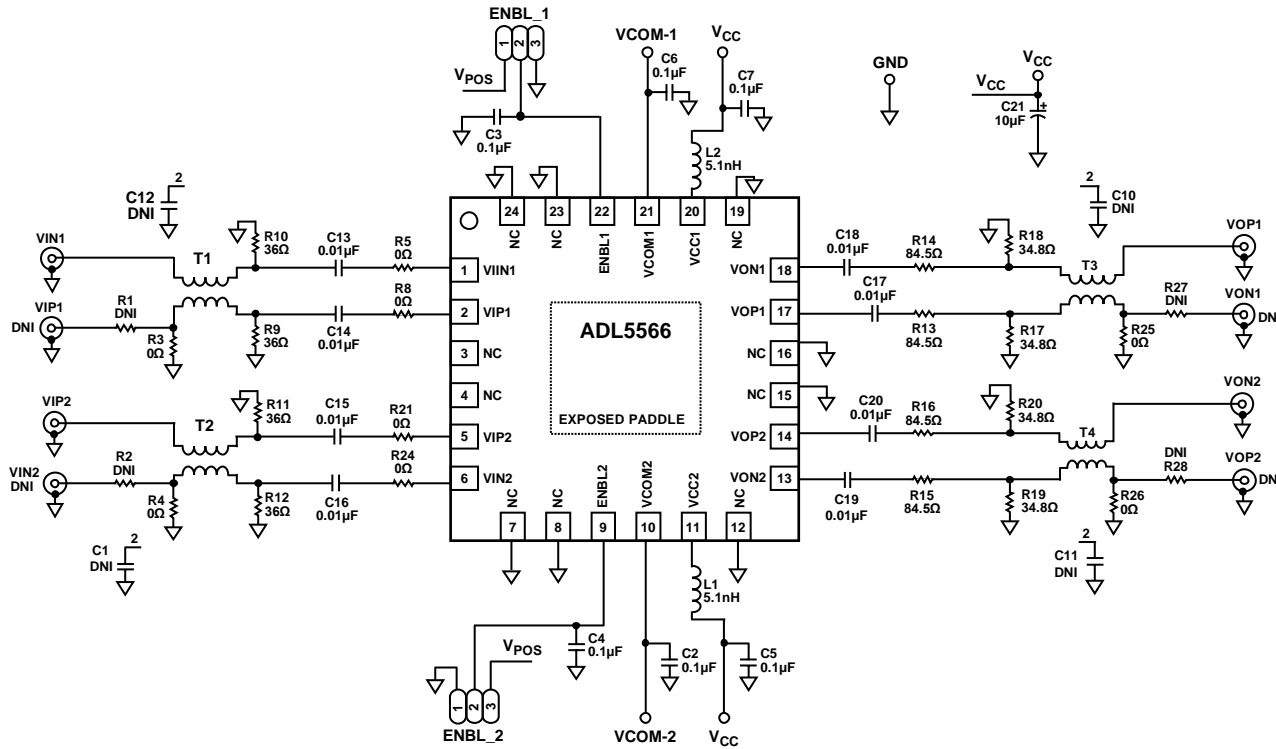 ENBL_1
1
2
3
VPOS
C3
0.1µF
VCOM-1
C6
0.1µF
VCC
C7
0.1µF
L2
5.1nH
GND
VCC
VCC
C21
10µF
+
C12
DNI
2
VIN1
T1
R10
36Ω
C13
0.01µF
R5
0Ω
VIP1
DNI
R1
DNI
R3
0Ω
R9
36Ω
C14
0.01µF
R8
0Ω
VIP2
T2
R11
36Ω
C15
0.01µF
R21
0Ω
VIN2
DNI
R2
DNI
R4
0Ω
R12
36Ω
C16
0.01µF
R24
0Ω
C1
DNI
2
24
23
22
21
20
19
NC
NC
ENBL1
VCOM1
VCC1
NC
1
VIIN1
2
VIP1
3
NC
4
NC
5
VIP2
6
VIN2
ADL5566
EXPOSED PADDLE
VON1
18
VOP1
17
NC
16
NC
15
VOP2
14
VON2
13
NC
NC
ENBL2
VCOM2
VCC2
NC
7
8
9
10
11
12
C18
0.01µF
R14
84.5Ω
R18
34.8Ω
T3
C10
DNI
2
VOP1
C17
0.01µF
R13
84.5Ω
R17
34.8Ω
R25
0Ω
R27
DNI
VON1
DN
C20
0.01µF
R16
84.5Ω
R20
34.8Ω
T4
VON2
C19
0.01µF
R15
84.5Ω
R19
34.8Ω
R26
0Ω
DNI
R28
VOP2
DN
C11
DNI
2
L1
5.1nH
C4
0.1µF
VPOS
1
2
3
ENBL_2
C2
0.1µF
VCOM-2
C5
0.1µF
VCC